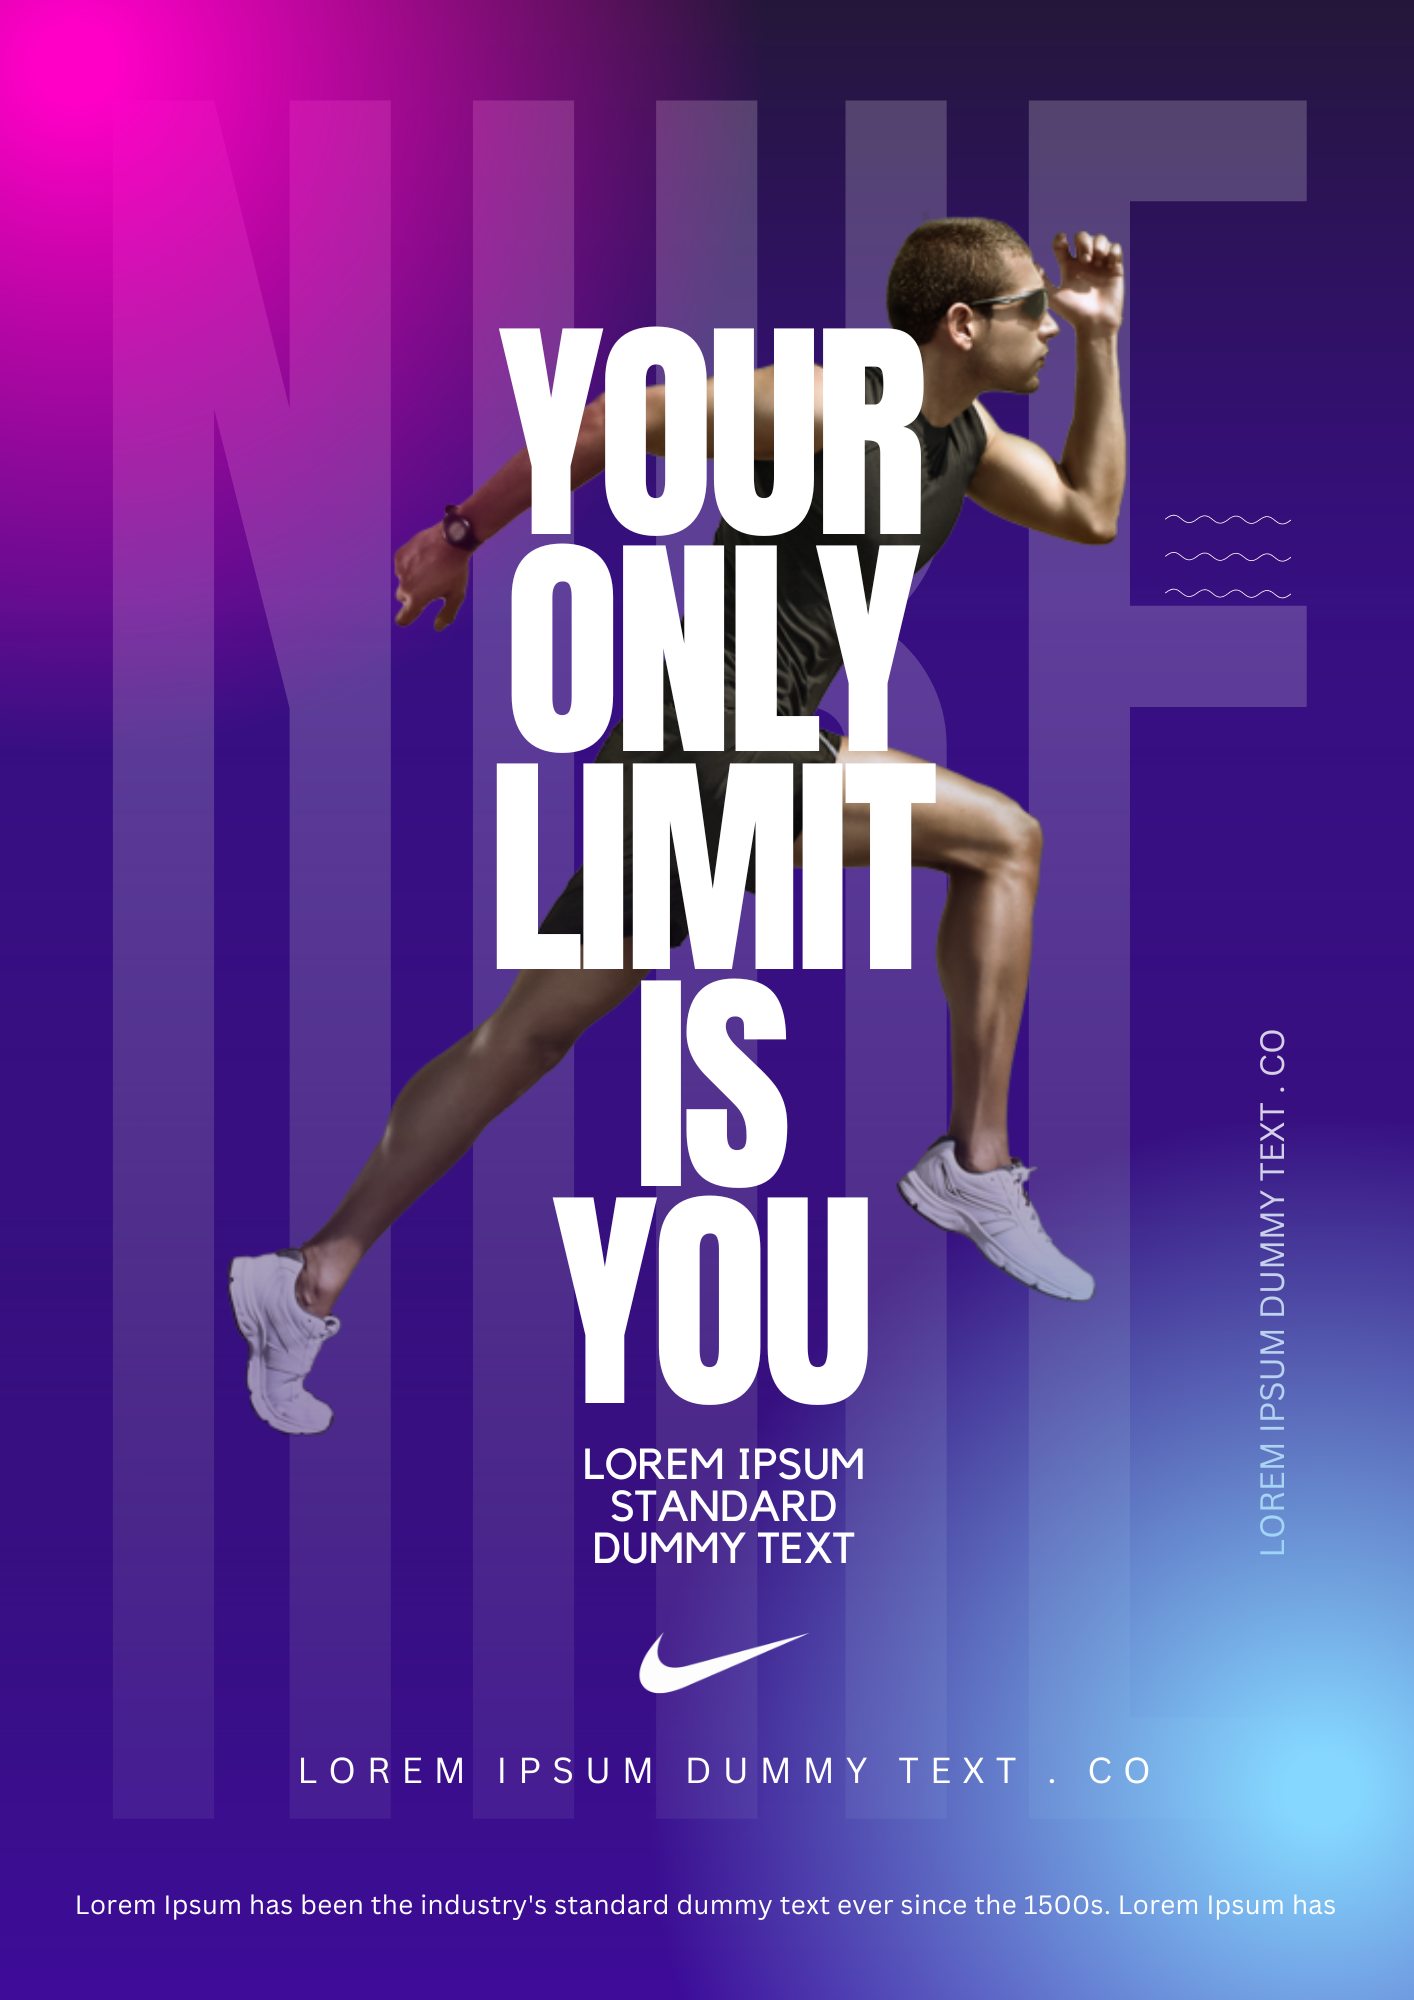 NIKE
YOUR
ONLY
LIMIT
IS
YOU
LOREM IPSUM DUMMY TEXT . CO
LOREM IPSUM
STANDARD
DUMMY TEXT
LOREM IPSUM DUMMY TEXT . CO
Lorem Ipsum has been the industry's standard dummy text ever since the 1500s. Lorem Ipsum has